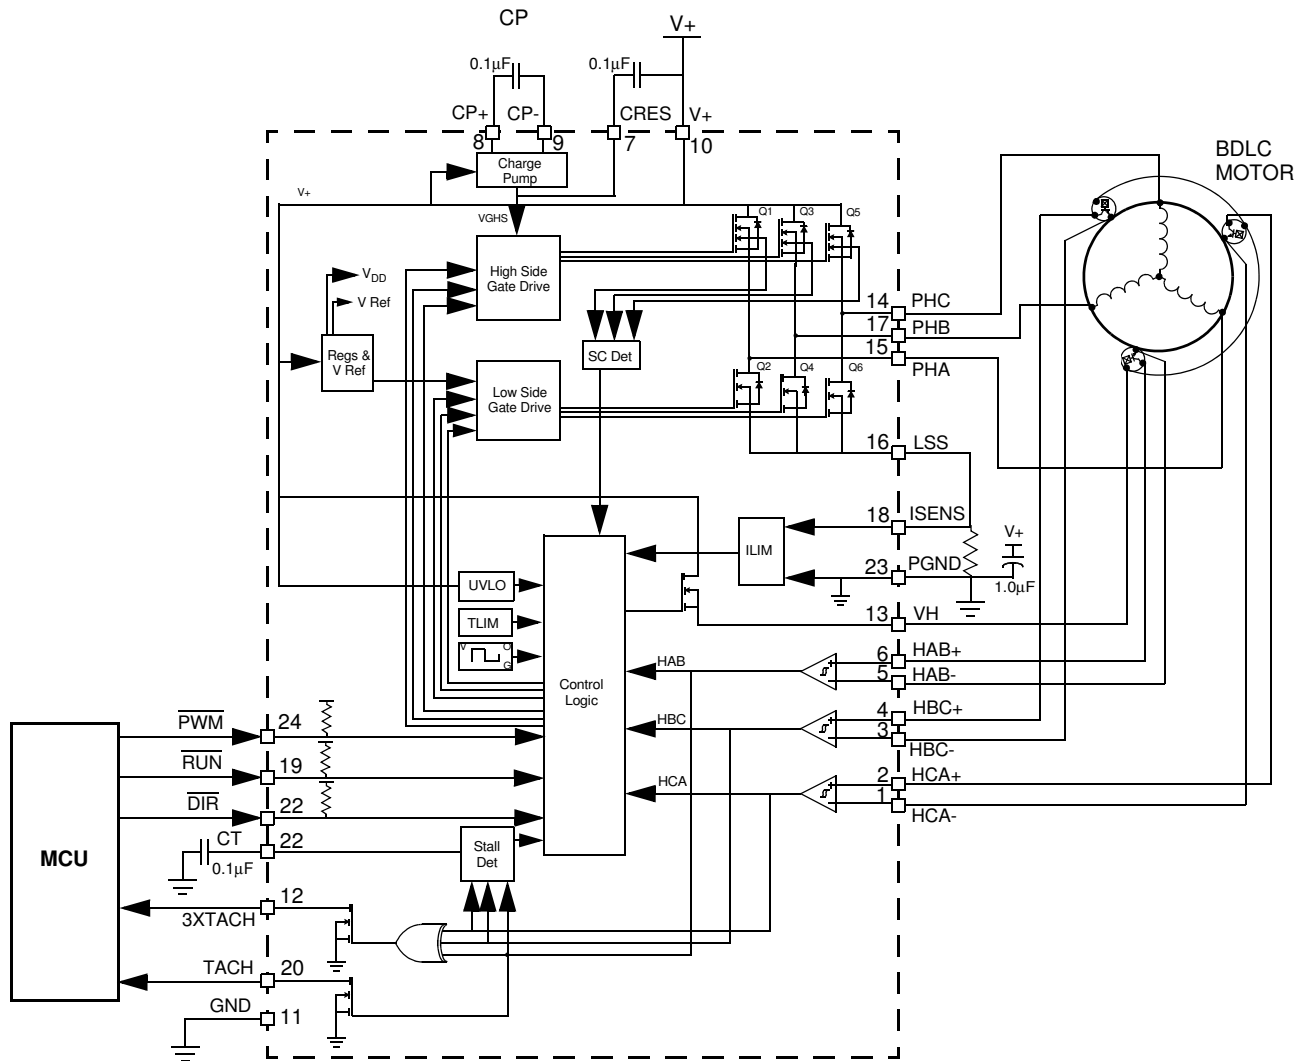 CP
V+
0.1µF
0.1µF
CP+ CP- CRES V+
8 9 7 10
Charge
Pump
BDLC
MOTOR
V+
VGHS
Q1 Q3 Q5
High Side
Gate Drive
VDD
V Ref
14 PHC
17 PHB
15
PHA
Regs &
V Ref
SC Det
Q2 Q4 Q6
Low Side
Gate Drive
16 LSS
18 ISENS
V+
ILIM
23 PGND
1.0µF
UVLO
13 VH
TLIM
V O
G
HAB
6 HAB+
5 HAB-
Control
Logic
4 HBC+
HBC
3
HBC-
PWM 24
RUN 19
HCA
2 HCA+
1
HCA-
DIR 22
CT 22
0.1µF
Stall
Det
MCU
12
3XTACH
TACH 20
GND
11